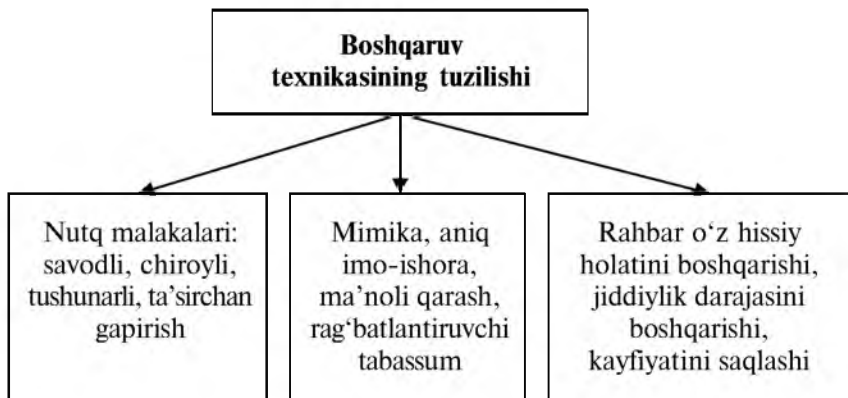 Boshqaruv
texnikasining tuzilishi
Nutq malakalari:
savodli, chiroyli,
tushunarli, ta’sirchan
gapirish
Mimika, aniq
imo-ishora,
ma’noli qarash,
rag‘batlantiruvchi
tabassum
Rahbar o‘z hissiy
holatini boshqarishi,
jiddiylik darajasini
boshqarishi,
kayfiyatini saqlashi